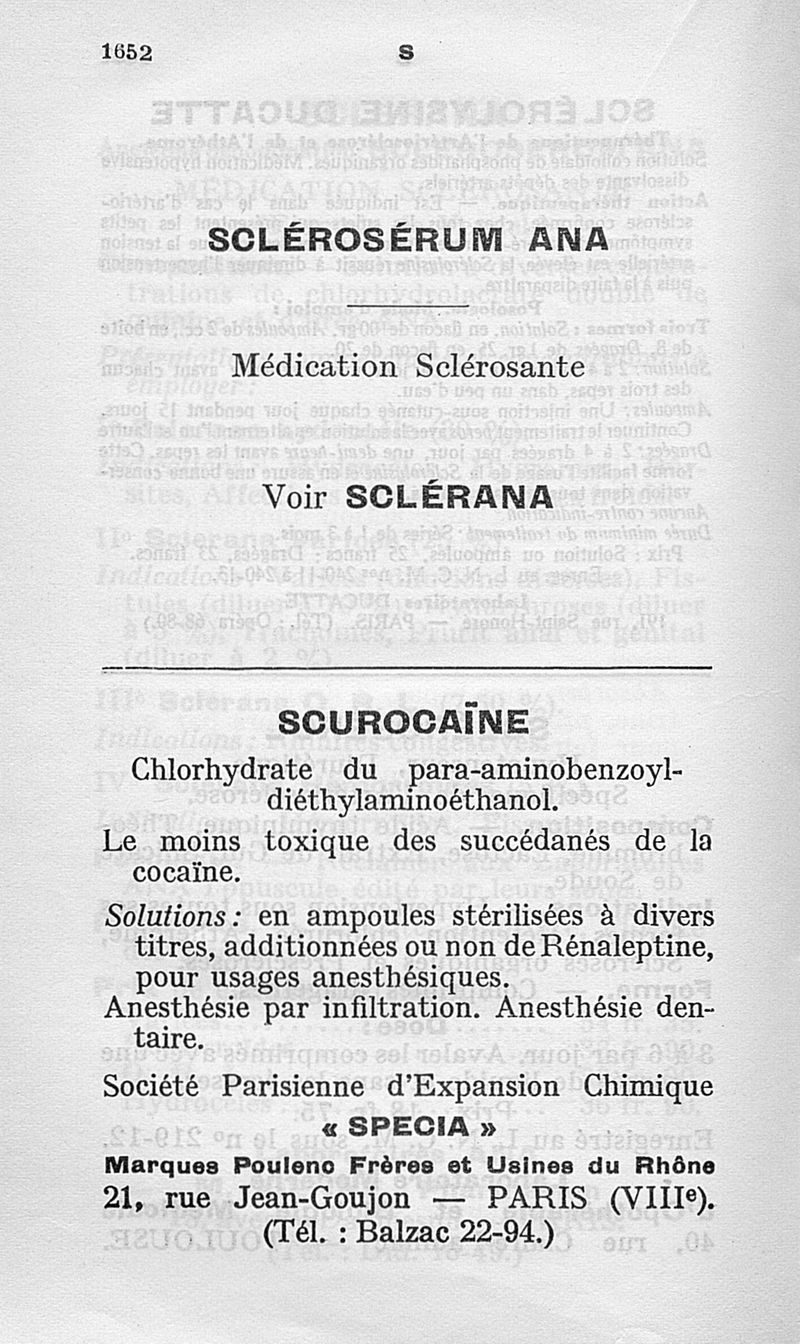 1652
S
SCLÉROSÉRUM ANA
Médication Sclérosante
Voir SCLÉRANA
SCUROCAÏNE
Chlorhydrate du para-aminobenzoyl-
diéthylaminoéthanol.
Le moins toxique des succédanés de la
cocaïne.
Solutions : en ampoules stérilisées à divers
titres, additionnées ou non de Rénaleptine,
pour usages anesthésiques.
Anesthésie par infiltration. Anesthésie den-
taire.
Société Parisienne d'Expansion Chimique
« SPECIA »
Marques Poulenc Frères et Usines du Rhône
21, rue Jean-Goujon — PARIS (VIIIe).
(Tél. : Balzac 22-94.)